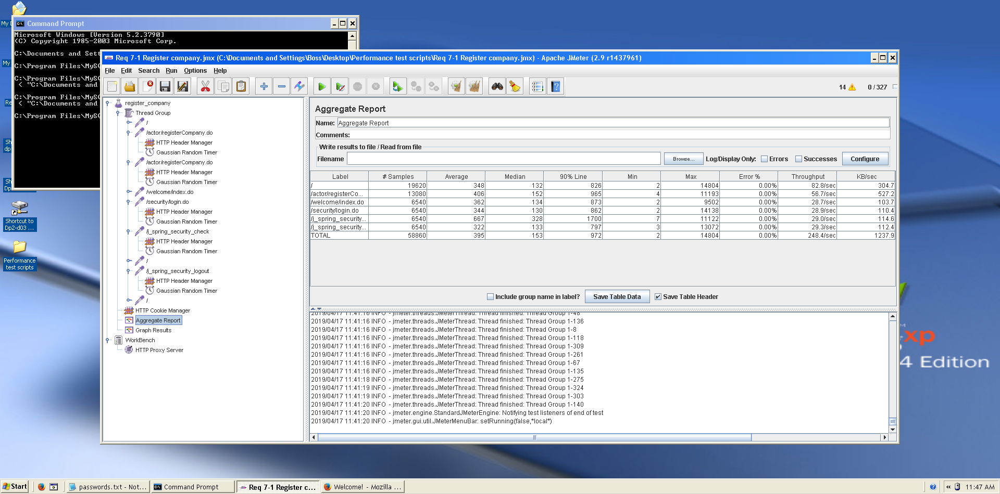 My D
Command Prompt
Microsoft Windows [Version 5.2.3790]
(C) Copyright 1985-2003 Microsoft Corp.
C:\Documents and Sett
C:\Program Files\MySQ
C:\Program Files\MySQ
< "C:\Documents and
C:\Program Files\MySQ
< "C:\Documents and
C:\Program Files\MySQ
My
Re
Sh
dp
Sh
Dp
Shortcut to
Dp2-d03 ...
Performance
test scripts
Req 7-1 Register company.jmx (C:\Documents and Settings\Boss\Desktop\Performance test scripts\Req 7-1 Register company.jmx) - Apache JMeter (2.9 r1437961)
File Edit Search Run Options Help
14 0 / 327
register_company
Thread Group
/
/actor/registerCompany.do
HTTP Header Manager
Gaussian Random Timer
/actor/registerCompany.do
HTTP Header Manager
Gaussian Random Timer
/welcome/index.do
/security/login.do
HTTP Header Manager
Gaussian Random Timer
/j_spring_security_check
HTTP Header Manager
Gaussian Random Timer
/
/j_spring_security_logout
HTTP Header Manager
Gaussian Random Timer
/
HTTP Cookie Manager
Aggregate Report
Graph Results
WorkBench
HTTP Proxy Server
Aggregate Report
Name: Aggregate Report
Comments:
Write results to file / Read from file
Filename Browse... Log/Display Only: Errors Successes Configure
Label # Samples Average Median 90% Line Min Max Error % Throughput KB/sec
/ 19620 348 132 826 2 14804 0.00% 82.8/sec 304.7
/actor/registerCo... 13080 406 152 965 4 11193 0.00% 56.7/sec 527.2
/welcome/index.do 6540 362 134 873 2 9502 0.00% 28.7/sec 103.7
/security/login.do 6540 344 130 862 2 14138 0.00% 28.9/sec 110.4
/j_spring_security... 6540 667 328 1700 7 11122 0.00% 29.0/sec 114.6
/j_spring_security... 6540 322 133 797 3 13072 0.00% 29.3/sec 112.4
TOTAL 58860 395 153 972 2 14804 0.00% 248.4/sec 1237.9
Include group name in label? Save Table Data Save Table Header
2019/04/17 11:41:16 INFO - jmeter.threads.JMeterThread: Thread finished: Thread Group 1-48
2019/04/17 11:41:16 INFO - jmeter.threads.JMeterThread: Thread finished: Thread Group 1-136
2019/04/17 11:41:16 INFO - jmeter.threads.JMeterThread: Thread finished: Thread Group 1-8
2019/04/17 11:41:16 INFO - jmeter.threads.JMeterThread: Thread finished: Thread Group 1-118
2019/04/17 11:41:16 INFO - jmeter.threads.JMeterThread: Thread finished: Thread Group 1-309
2019/04/17 11:41:16 INFO - jmeter.threads.JMeterThread: Thread finished: Thread Group 1-261
2019/04/17 11:41:16 INFO - jmeter.threads.JMeterThread: Thread finished: Thread Group 1-67
2019/04/17 11:41:16 INFO - jmeter.threads.JMeterThread: Thread finished: Thread Group 1-135
2019/04/17 11:41:18 INFO - jmeter.threads.JMeterThread: Thread finished: Thread Group 1-275
2019/04/17 11:41:19 INFO - jmeter.threads.JMeterThread: Thread finished: Thread Group 1-324
2019/04/17 11:41:19 INFO - jmeter.threads.JMeterThread: Thread finished: Thread Group 1-303
2019/04/17 11:41:20 INFO - jmeter.threads.JMeterThread: Thread finished: Thread Group 1-140
2019/04/17 11:41:20 INFO - jmeter.engine.StandardJMeterEngine: Notifying test listeners of end of test
2019/04/17 11:41:20 INFO - jmeter.gui.util.JMeterMenuBar: setRunning(false,*local*)
xp
4 Edition
Start passwords.txt - Not... Command Prompt Req 7-1 Register c... Welcome! - Mozilla ... « 11:47 AM